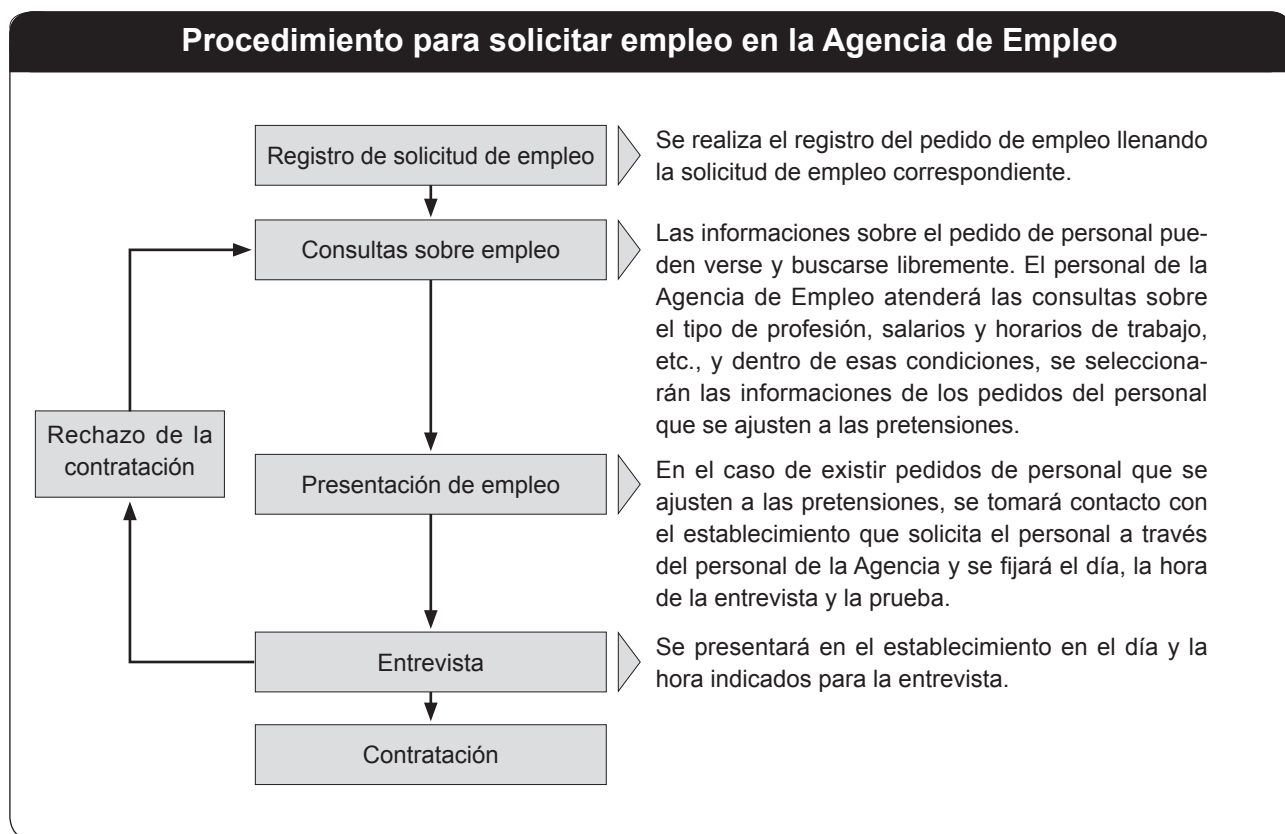 Procedimiento para solicitar empleo en la Agencia de Empleo
Registro de solicitud de empleo
Se realiza el registro del pedido de empleo llenando
la solicitud de empleo correspondiente.
Consultas sobre empleo
Las informaciones sobre el pedido de personal pue-
den verse y buscarse libremente. El personal de la
Agencia de Empleo atenderá las consultas sobre
el tipo de profesión, salarios y horarios de trabajo,
etc., y dentro de esas condiciones, se selecciona-
rán las informaciones de los pedidos del personal
que se ajusten a las pretensiones.
Rechazo de la
contratación
Presentación de empleo
En el caso de existir pedidos de personal que se
ajusten a las pretensiones, se tomará contacto con
el establecimiento que solicita el personal a través
del personal de la Agencia y se fijará el día, la hora
de la entrevista y la prueba.
Entrevista
Se presentará en el establecimiento en el día y la
hora indicados para la entrevista.
Contratación